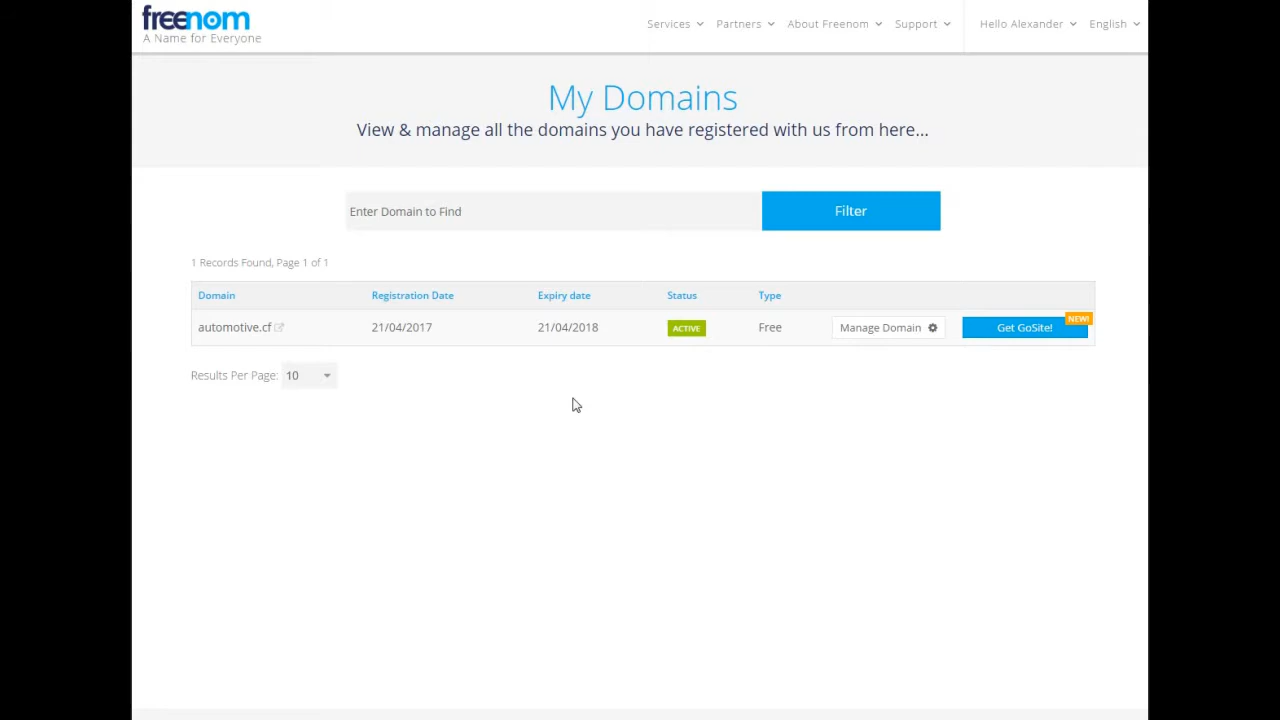 freenom
A Name for Everyone
Services Partners About Freenom Support Hello Alexander English
My Domains
View & manage all the domains you have registered with us from here...
Enter Domain to Find Filter
1 Records Found, Page 1 of 1
Domain Registration Date Expiry date Status Type
automotive.cf 21/04/2017 21/04/2018 ACTIVE Free Manage Domain Get GoSite! NEW!
Results Per Page: 10